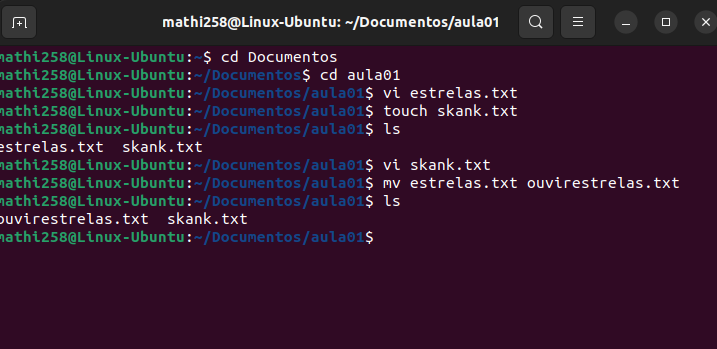 mathi258@Linux-Ubuntu: ~/Documentos/aula01
mathi258@Linux-Ubuntu:~$ cd Documentos
mathi258@Linux-Ubuntu:~/Documentos$ cd aula01
mathi258@Linux-Ubuntu:~/Documentos/aula01$ vi estrelas.txt
mathi258@Linux-Ubuntu:~/Documentos/aula01$ touch skank.txt
mathi258@Linux-Ubuntu:~/Documentos/aula01$ ls
estrelas.txt  skank.txt
mathi258@Linux-Ubuntu:~/Documentos/aula01$ vi skank.txt
mathi258@Linux-Ubuntu:~/Documentos/aula01$ mv estrelas.txt ouvirestrelas.txt
mathi258@Linux-Ubuntu:~/Documentos/aula01$ ls
ouvirestrelas.txt  skank.txt
mathi258@Linux-Ubuntu:~/Documentos/aula01$